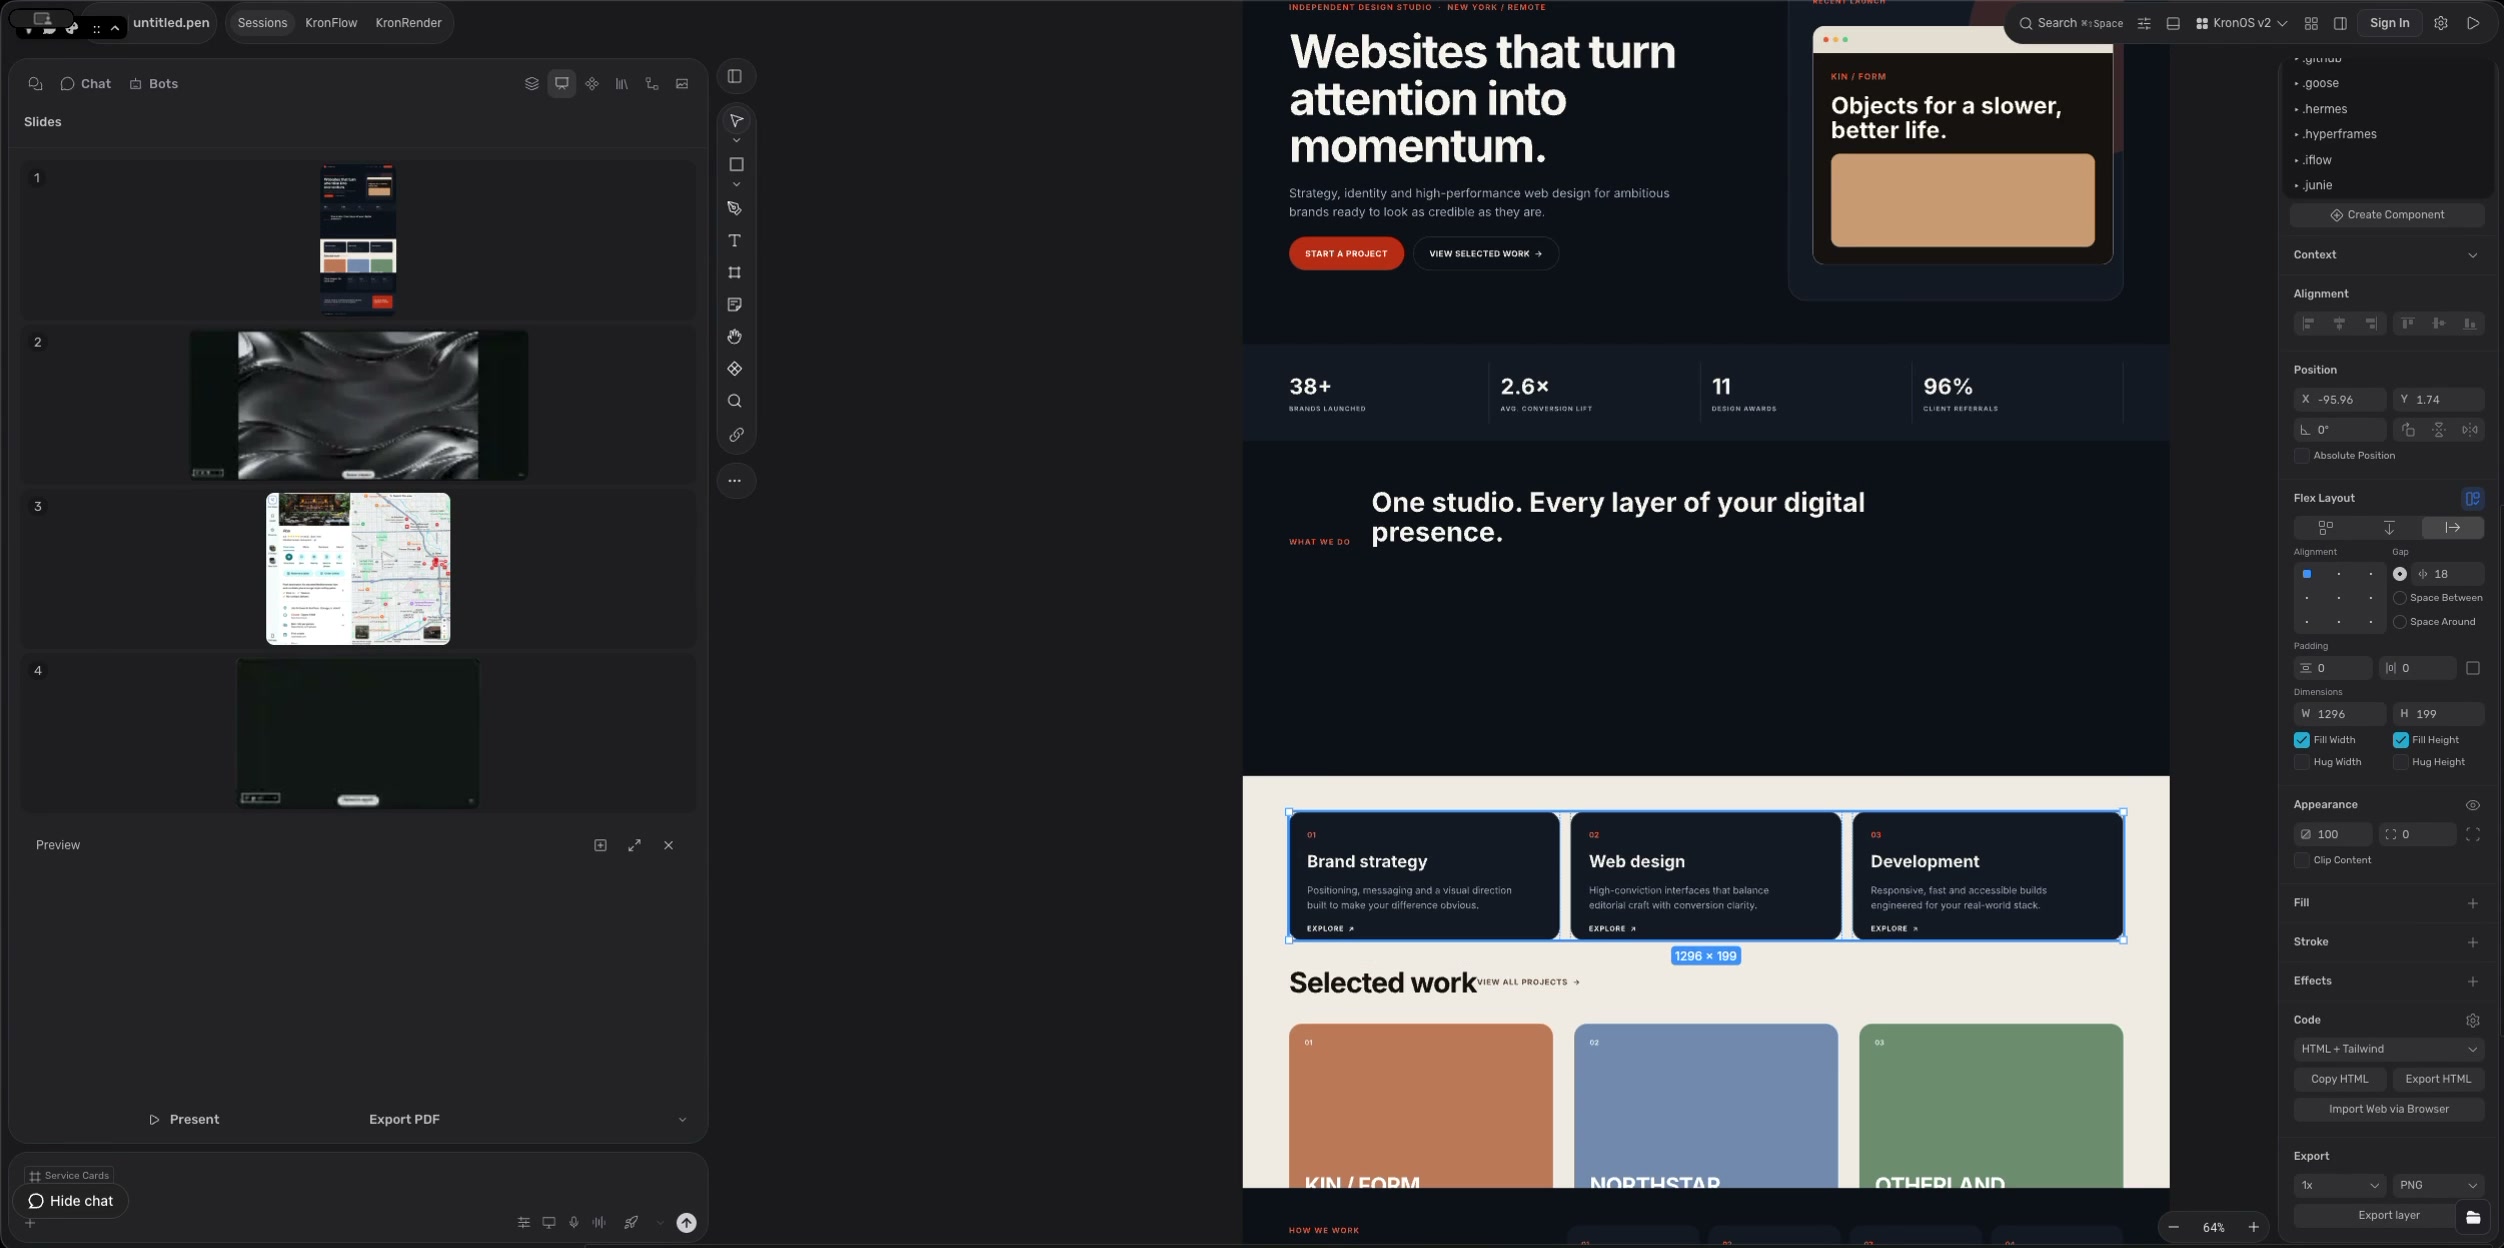 untitled.pen
Sessions
KronFlow
KronRender
Search
Space
KronOS v2
Sign In
Chat
Bots
Slides
1
2
3
4
Preview
Present
Export PDF
Service Cards
Hide chat
INDEPENDENT DESIGN STUDIO · NEW YORK / REMOTE
Websites that turn
attention into
momentum.
Strategy, identity and high-performance web design for ambitious
brands ready to look as credible as they are.
START A PROJECT
VIEW SELECTED WORK →
RECENT LAUNCH
KIN / FORM
Objects for a slower,
better life.
38+
BRANDS LAUNCHED
2.6×
AVG. CONVERSION LIFT
11
DESIGN AWARDS
96%
CLIENT REFERRALS
WHAT WE DO
One studio. Every layer of your digital
presence.
01
Brand strategy
Positioning, messaging and a visual direction
built to make your difference obvious.
EXPLORE ↗
02
Web design
High-conviction interfaces that balance
editorial craft with conversion clarity.
EXPLORE ↗
03
Development
Responsive, fast and accessible builds
engineered for your real-world stack.
EXPLORE ↗
1296 × 199
Selected work
VIEW ALL PROJECTS →
01
KIN / FORM
02
NORTHSTAR
03
OTHERLAND
HOW WE WORK
64%
.github
.goose
.hermes
.hyperframes
.iflow
.junie
Create Component
Context
Alignment
Position
X -95.96
Y 1.74
0°
Absolute Position
Flex Layout
Alignment
Gap
18
Space Between
Space Around
Padding
0
0
Dimensions
W 1296
H 199
Fill Width
Fill Height
Hug Width
Hug Height
Appearance
100
0
Clip Content
Fill
Stroke
Effects
Code
HTML + Tailwind
Copy HTML
Export HTML
Import Web via Browser
Export
1x
PNG
Export layer